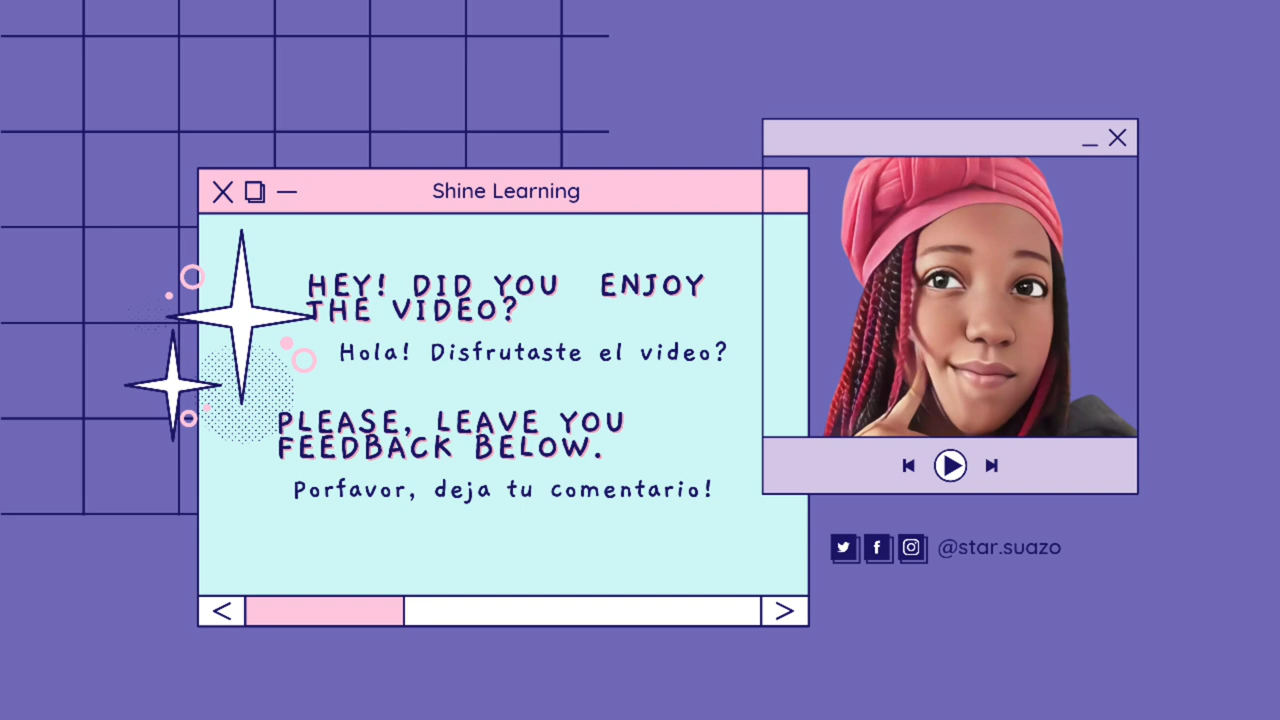 Shine Learning
HEY! DID YOU ENJOY
THE VIDEO?
Hola! Disfrutaste el video?
PLEASE, LEAVE YOU
FEEDBACK BELOW.
Porfavor, deja tu comentario!
@star.suazo